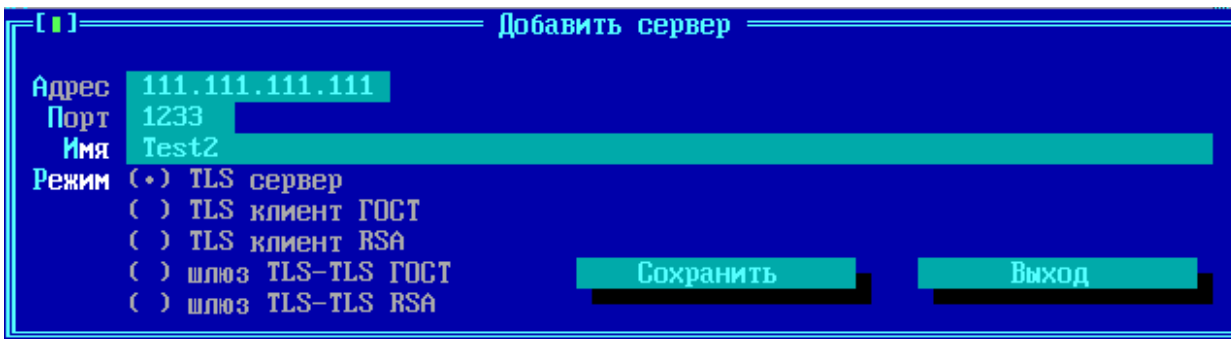 [▮] Добавить сервер
Адрес 111.111.111.111
Порт 1233
Имя Test2
Режим (•) TLS сервер
( ) TLS клиент ГОСТ
( ) TLS клиент RSA
( ) шлюз TLS-TLS ГОСТ Сохранить Выход
( ) шлюз TLS-TLS RSA